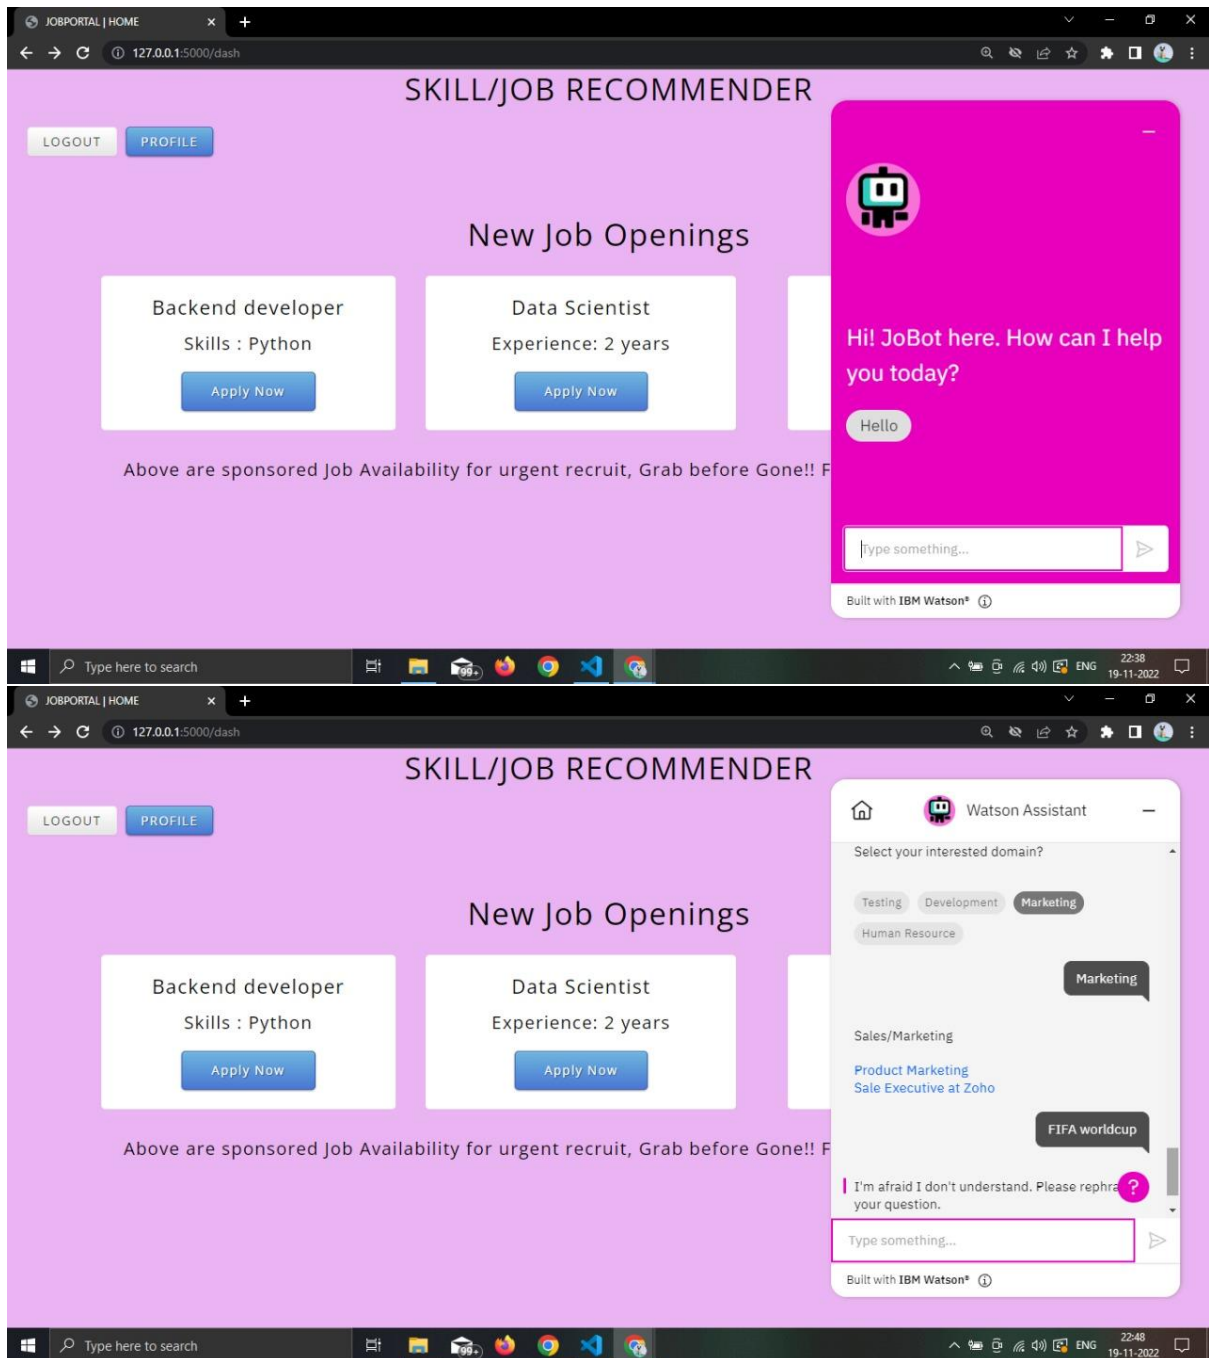 JOBPORTAL | HOME
127.0.0.1:5000/dash
SKILL/JOB RECOMMENDER
LOGOUT PROFILE
New Job Openings
Backend developer
Skills : Python
Apply Now
Data Scientist
Experience: 2 years
Apply Now
Above are sponsored Job Availability for urgent recruit, Grab before Gone!! F
Hi! JoBot here. How can I help
you today?
Hello
Type something...
Built with IBM Watson®
Type here to search
99+
ENG
22:38
19-11-2022
JOBPORTAL | HOME
127.0.0.1:5000/dash
SKILL/JOB RECOMMENDER
LOGOUT PROFILE
New Job Openings
Backend developer
Skills : Python
Apply Now
Data Scientist
Experience: 2 years
Apply Now
Above are sponsored Job Availability for urgent recruit, Grab before Gone!! F
Watson Assistant
Select your interested domain?
Testing Development Marketing
Human Resource
Marketing
Sales/Marketing
Product Marketing
Sale Executive at Zoho
FIFA worldcup
I'm afraid I don't understand. Please rephra ?
your question.
Type something...
Built with IBM Watson®
Type here to search
99+
ENG
22:48
19-11-2022